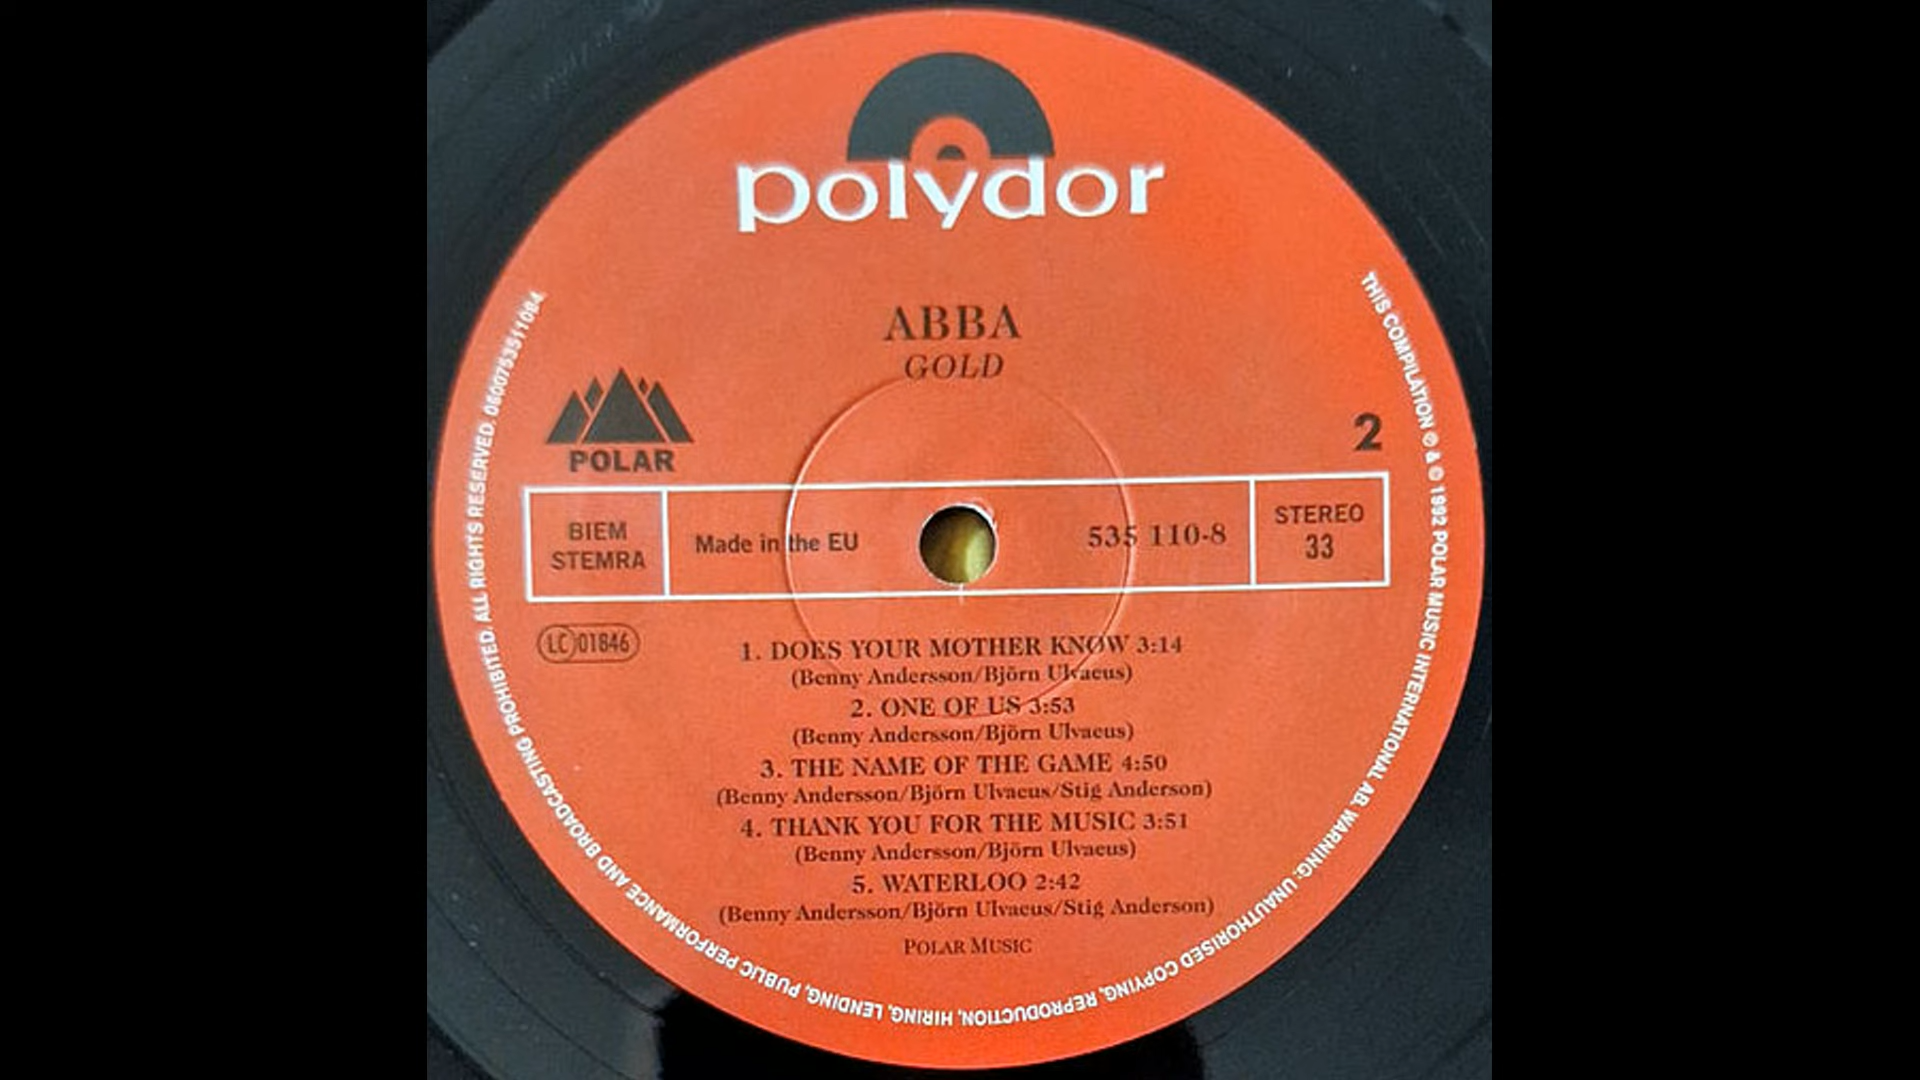 polydor
ABBA
GOLD
POLAR
2
BIEM
STEMRA
Made in the EU
535 110-8
STEREO
33
LC 01846
1. DOES YOUR MOTHER KNOW 3:14
(Benny Andersson/Björn Ulvaeus)
2. ONE OF US 3:53
(Benny Andersson/Björn Ulvaeus)
3. THE NAME OF THE GAME 4:50
(Benny Andersson/Björn Ulvaeus/Stig Anderson)
4. THANK YOU FOR THE MUSIC 3:51
(Benny Andersson/Björn Ulvaeus)
5. WATERLOO 2:42
(Benny Andersson/Björn Ulvaeus/Stig Anderson)
POLAR MUSIC
THIS COMPILATION ℗ & © 1992 POLAR MUSIC INTERNATIONAL AB. WARNING: UNAUTHORISED COPYING, REPRODUCTION, HIRING, LENDING, PUBLIC PERFORMANCE AND BROADCASTING PROHIBITED. ALL RIGHTS RESERVED.